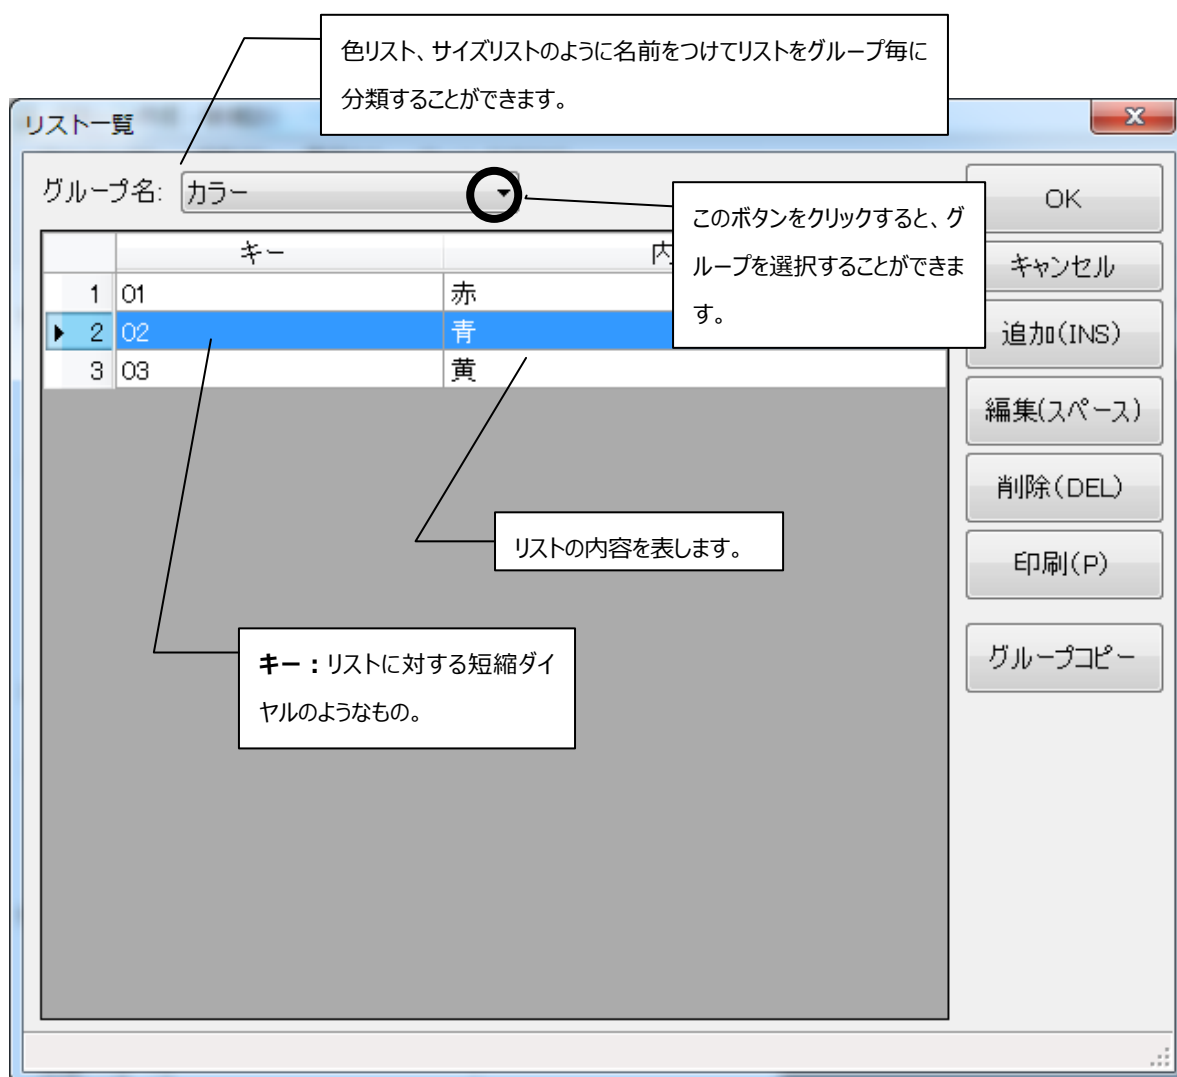 色リスト、サイズリストのように名前をつけてリストをグループ毎に
分類することができます。
リスト一覧
グループ名: カラー
このボタンをクリックすると、グ
ループを選択することができま
す。
キー 内
1 01 赤
2 02 青
3 03 黄
リストの内容を表します。
キー：リストに対する短縮ダイ
ヤルのようなもの。
OK
キャンセル
追加(INS)
編集(スペース)
削除(DEL)
印刷(P)
グループコピー